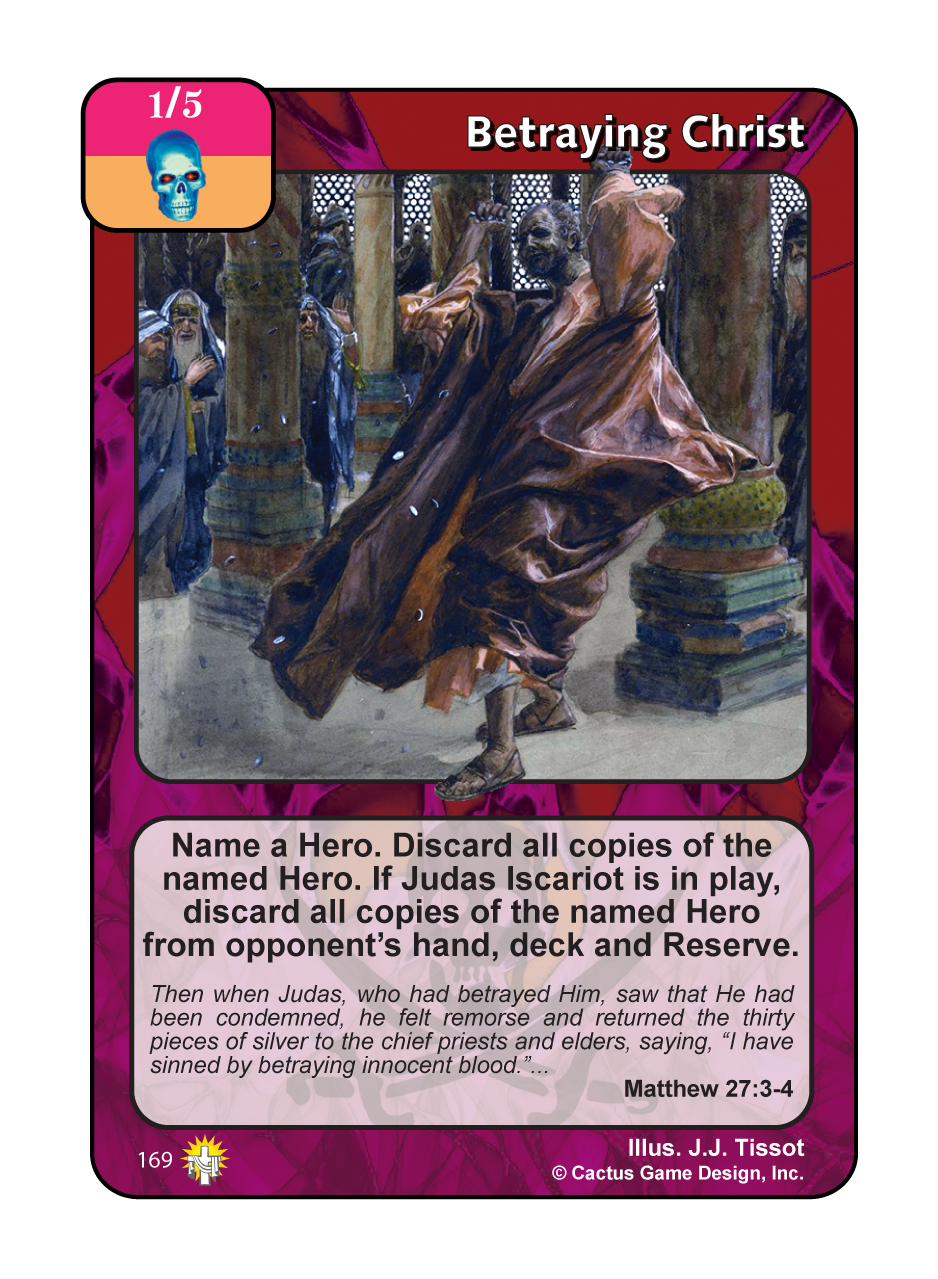 1/5
Betraying Christ
Name a Hero. Discard all copies of the
named Hero. If Judas Iscariot is in play,
discard all copies of the named Hero
from opponent’s hand, deck and Reserve.
Then when Judas, who had betrayed Him, saw that He had
been condemned, he felt remorse and returned the thirty
pieces of silver to the chief priests and elders, saying, “I have
sinned by betraying innocent blood.”...
Matthew 27:3-4
169
Illus. J.J. Tissot
© Cactus Game Design, Inc.